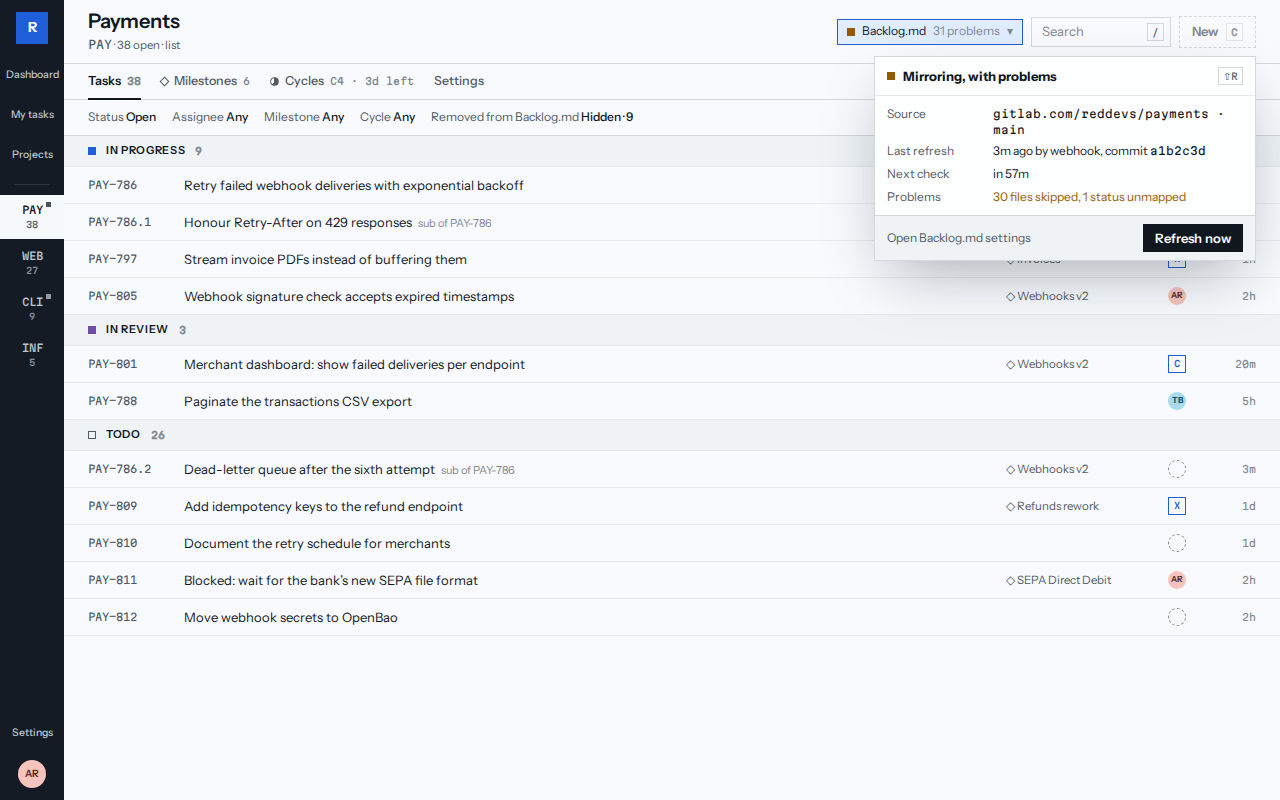 R
Dashboard
My tasks
Projects
PAY
38
WEB
27
CLI
9
INF
5
Settings
AR
Payments
PAY·38 open·list
Backlog.md 31 problems ▾
Search /
New C
Tasks 38
Milestones 6
Cycles C4 · 3d left
Settings
Status Open
Assignee Any
Milestone Any
Cycle Any
Removed from Backlog.md Hidden·9
Mirroring, with problems
⇧R
Source gitlab.com/reddevs/payments ·
main
Last refresh 3m ago by webhook, commit a1b2c3d
Next check in 57m
Problems 30 files skipped, 1 status unmapped
Open Backlog.md settings
Refresh now
IN PROGRESS 9
PAY-786 Retry failed webhook deliveries with exponential backoff
PAY-786.1 Honour Retry-After on 429 responses sub of PAY-786
PAY-797 Stream invoice PDFs instead of buffering them
PAY-805 Webhook signature check accepts expired timestamps Webhooks v2 AR 2h
IN REVIEW 3
PAY-801 Merchant dashboard: show failed deliveries per endpoint Webhooks v2 C 20m
PAY-788 Paginate the transactions CSV export TB 5h
TODO 26
PAY-786.2 Dead-letter queue after the sixth attempt sub of PAY-786 Webhooks v2 3m
PAY-809 Add idempotency keys to the refund endpoint Refunds rework X 1d
PAY-810 Document the retry schedule for merchants 1d
PAY-811 Blocked: wait for the bank's new SEPA file format SEPA Direct Debit AR 2h
PAY-812 Move webhook secrets to OpenBao 2h